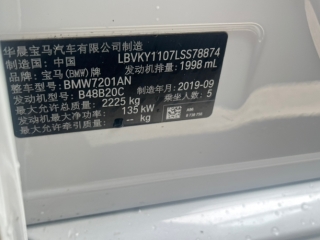 华晨宝马汽车有限公司制造
制造国：中国 LBVKY1107LSS78874
品牌：宝马(BMW)牌 发动机排量：1998 mL
整车型号：BMW7201AN
发动机型号：B48B20C 制造年月：2019-09
最大允许总质量：2225 kg 乘坐人数：5
发动机最大净功率：135 kW
最大允许牵引质量：－－ kg